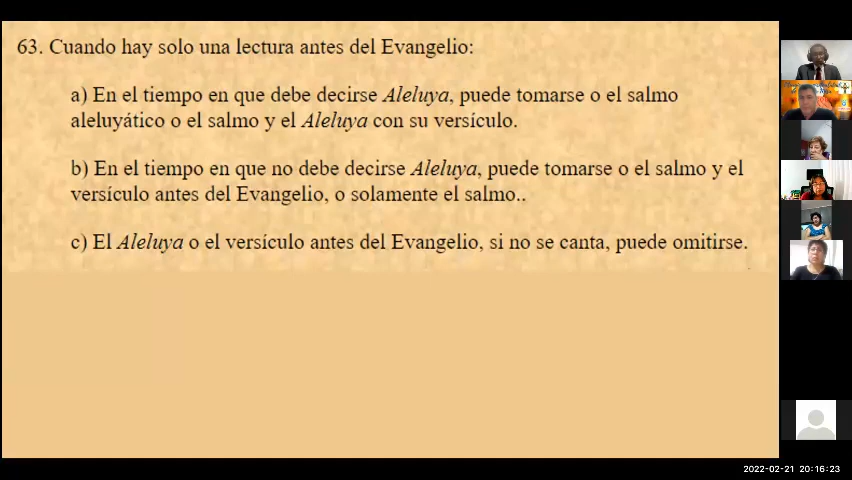 63. Cuando hay solo una lectura antes del Evangelio:
a) En el tiempo en que debe decirse Aleluya, puede tomarse o el salmo
aleluyático o el salmo y el Aleluya con su versículo.
b) En el tiempo en que no debe decirse Aleluya, puede tomarse o el salmo y el
versículo antes del Evangelio, o solamente el salmo..
c) El Aleluya o el versículo antes del Evangelio, si no se canta, puede omitirse.
2022-02-21 20:16:23